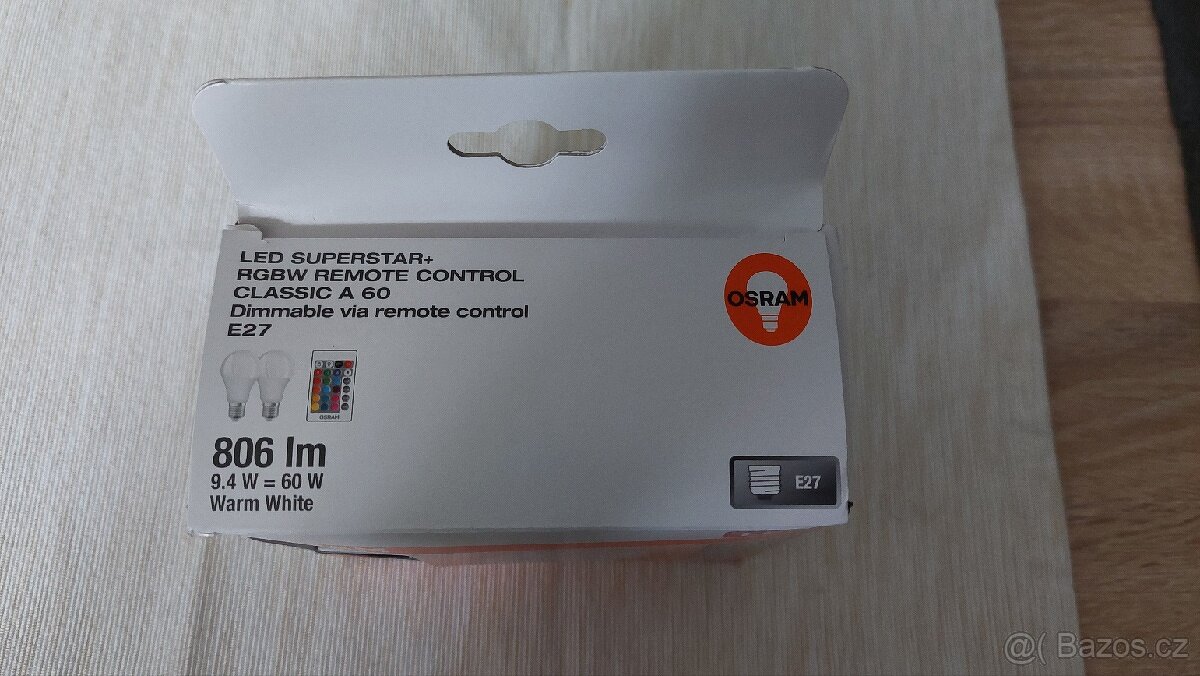 LED SUPERSTAR+
RGBW REMOTE CONTROL
CLASSIC A 60
Dimmable via remote control
E27
OSRAM
OSRAM
806 lm
9.4 W = 60 W
Warm White
E27
@( Bazos.cz